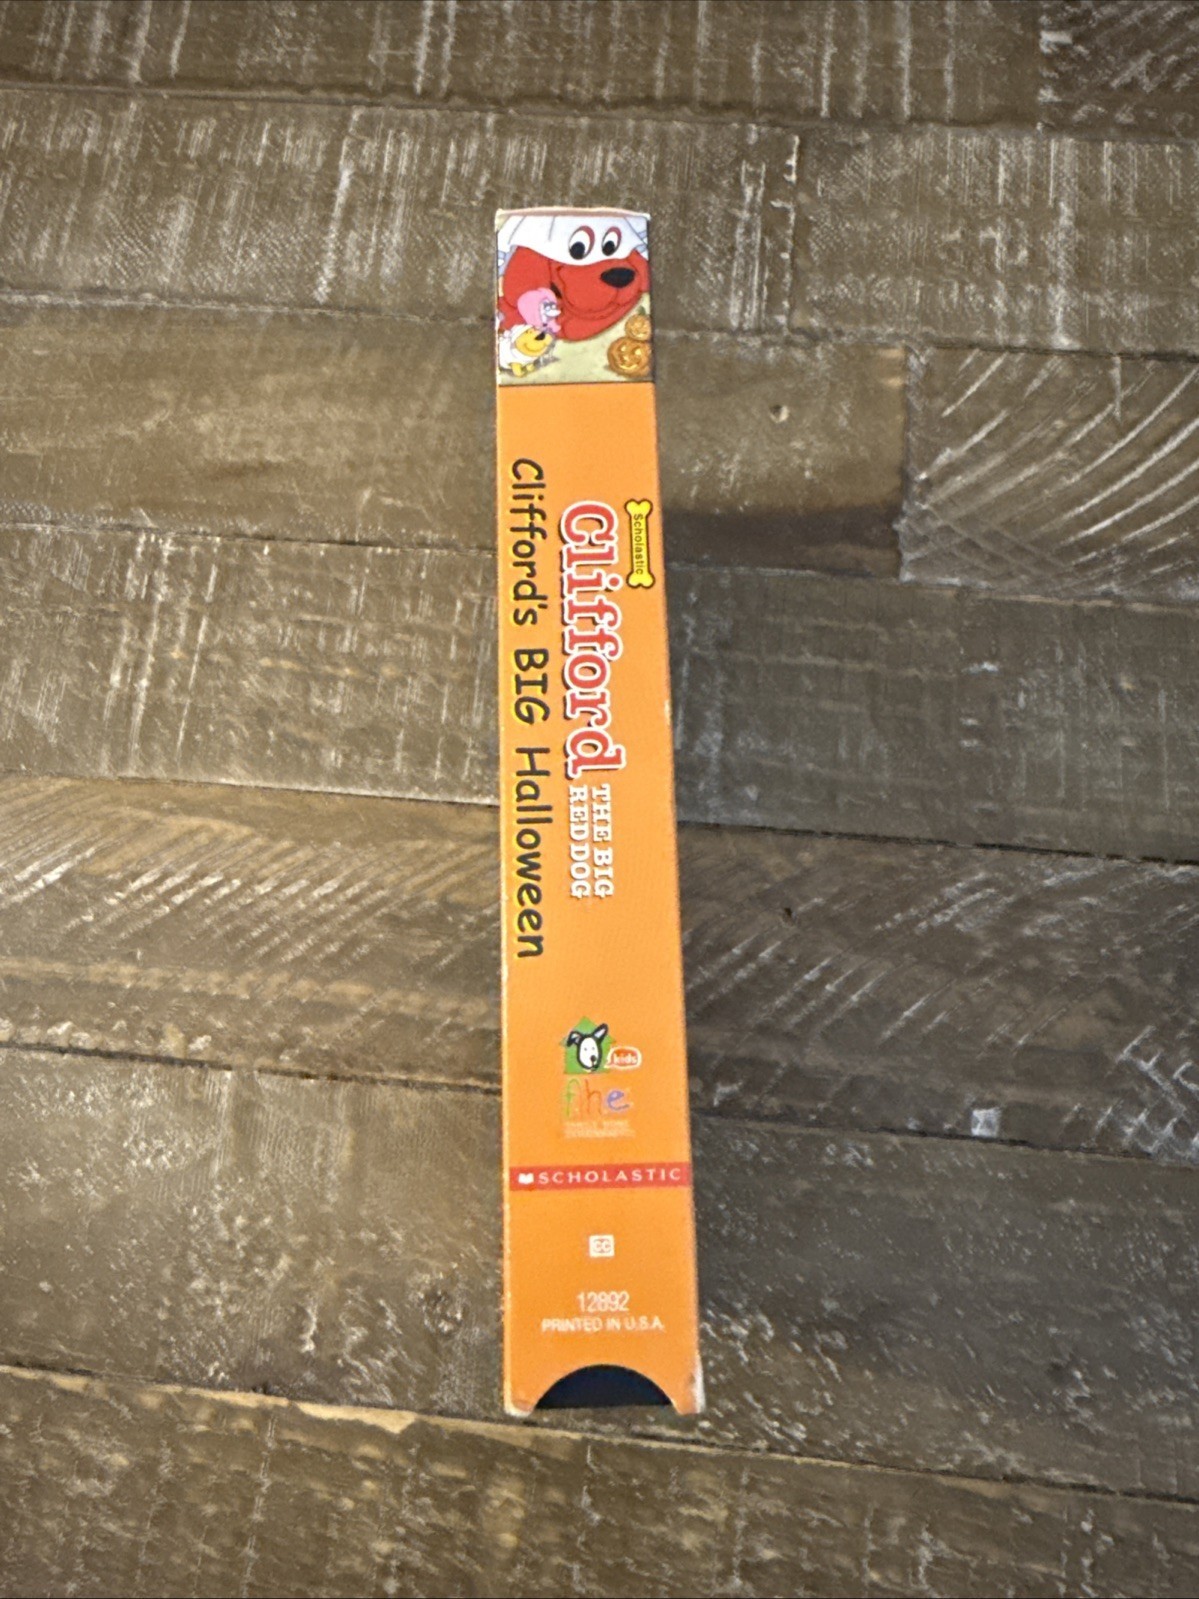 Scholastic
Clifford
THE BIG
RED DOG
Clifford's BIG Halloween
kids
fhe
SCHOLASTIC
CC
12892
PRINTED IN U.S.A.